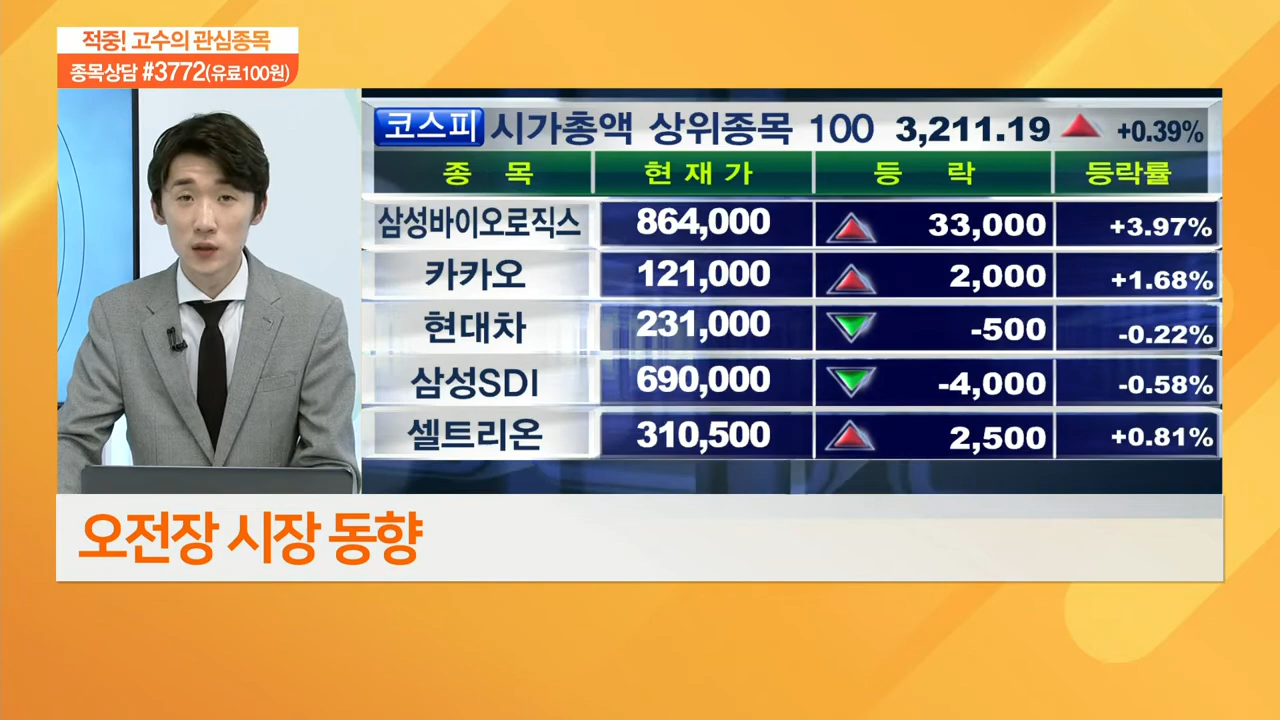 적중! 고수의 관심종목
종목상담 #3772(유료100원)
코스피 시가총액 상위종목 100 3,211.19 +0.39%
종 목 현 재 가 등 락 등락률
삼성바이오로직스 864,000 33,000 +3.97%
카카오 121,000 2,000 +1.68%
현대차 231,000 -500 -0.22%
삼성SDI 690,000 -4,000 -0.58%
셀트리온 310,500 2,500 +0.81%
오전장 시장 동향